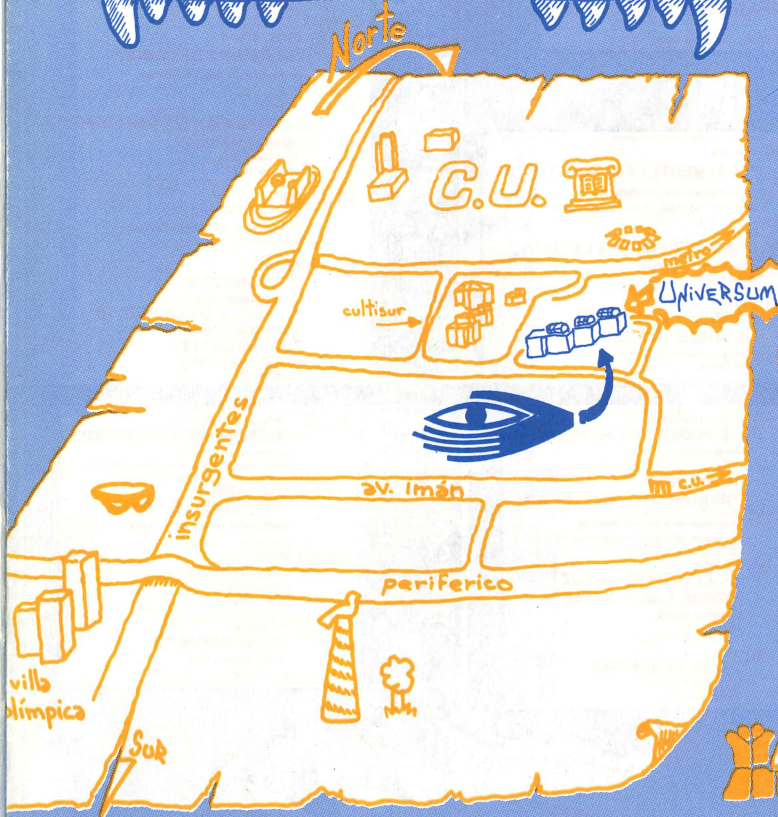 Norte
C.U.
metro
UNIVERSUM
cultisur
insurgentes
av. Imán
m c.u.
periferico
villa
olímpica
SUR